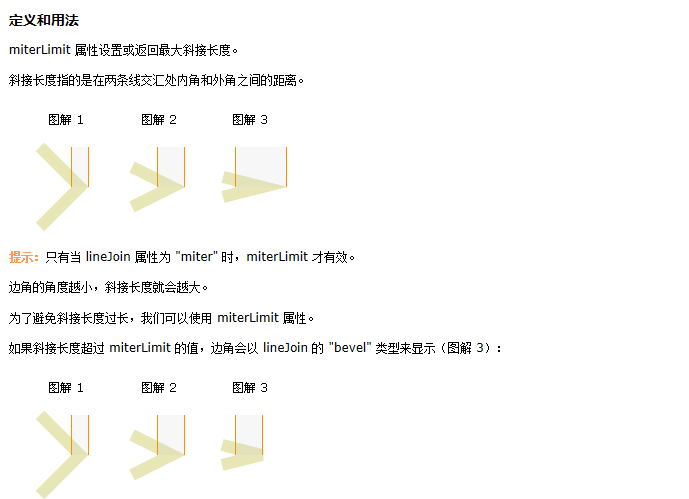 定义和用法
miterLimit 属性设置或返回最大斜接长度。
斜接长度指的是在两条线交汇处内角和外角之间的距离。
图解 1 图解 2 图解 3
提示：只有当 lineJoin 属性为 "miter" 时，miterLimit 才有效。
边角的角度越小，斜接长度就会越大。
为了避免斜接长度过长，我们可以使用 miterLimit 属性。
如果斜接长度超过 miterLimit 的值，边角会以 lineJoin 的 "bevel" 类型来显示（图解 3）：
图解 1 图解 2 图解 3